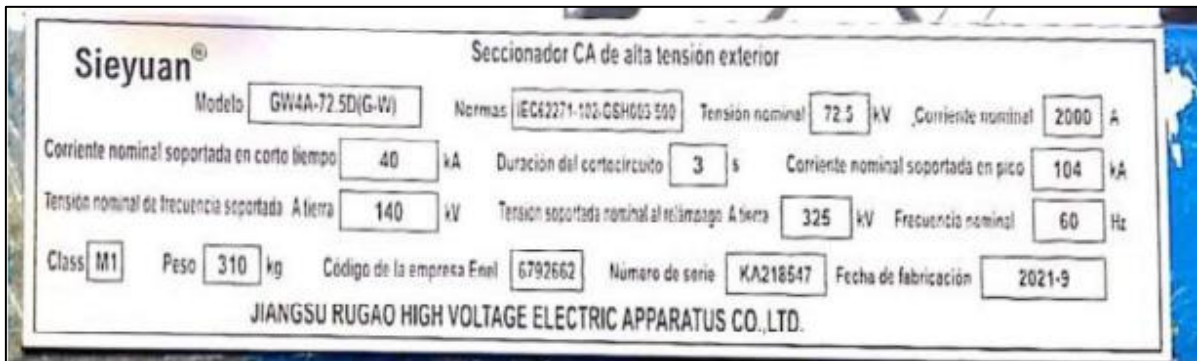 Sieyuan®
Seccionador CA de alta tensión exterior
Modelo GW4A-72.5D(G-W) Normas IEC62271-102-GSH003 500 Tensión nominal 72.5 kV Corriente nominal 2000 A
Corriente nominal soportada en corto tiempo 40 kA Duración del cortocircuito 3 s Corriente nominal soportada en pico 104 kA
Tensión nominal de frecuencia soportada A tierra 140 kV Tensión soportada nominal al relámpago A tierra 325 kV Frecuencia nominal 60 Hz
Class M1 Peso 310 kg Código de la empresa Enel 6792662 Número de serie KA218547 Fecha de fabricación 2021-9
JIANGSU RUGAO HIGH VOLTAGE ELECTRIC APPARATUS CO.,LTD.